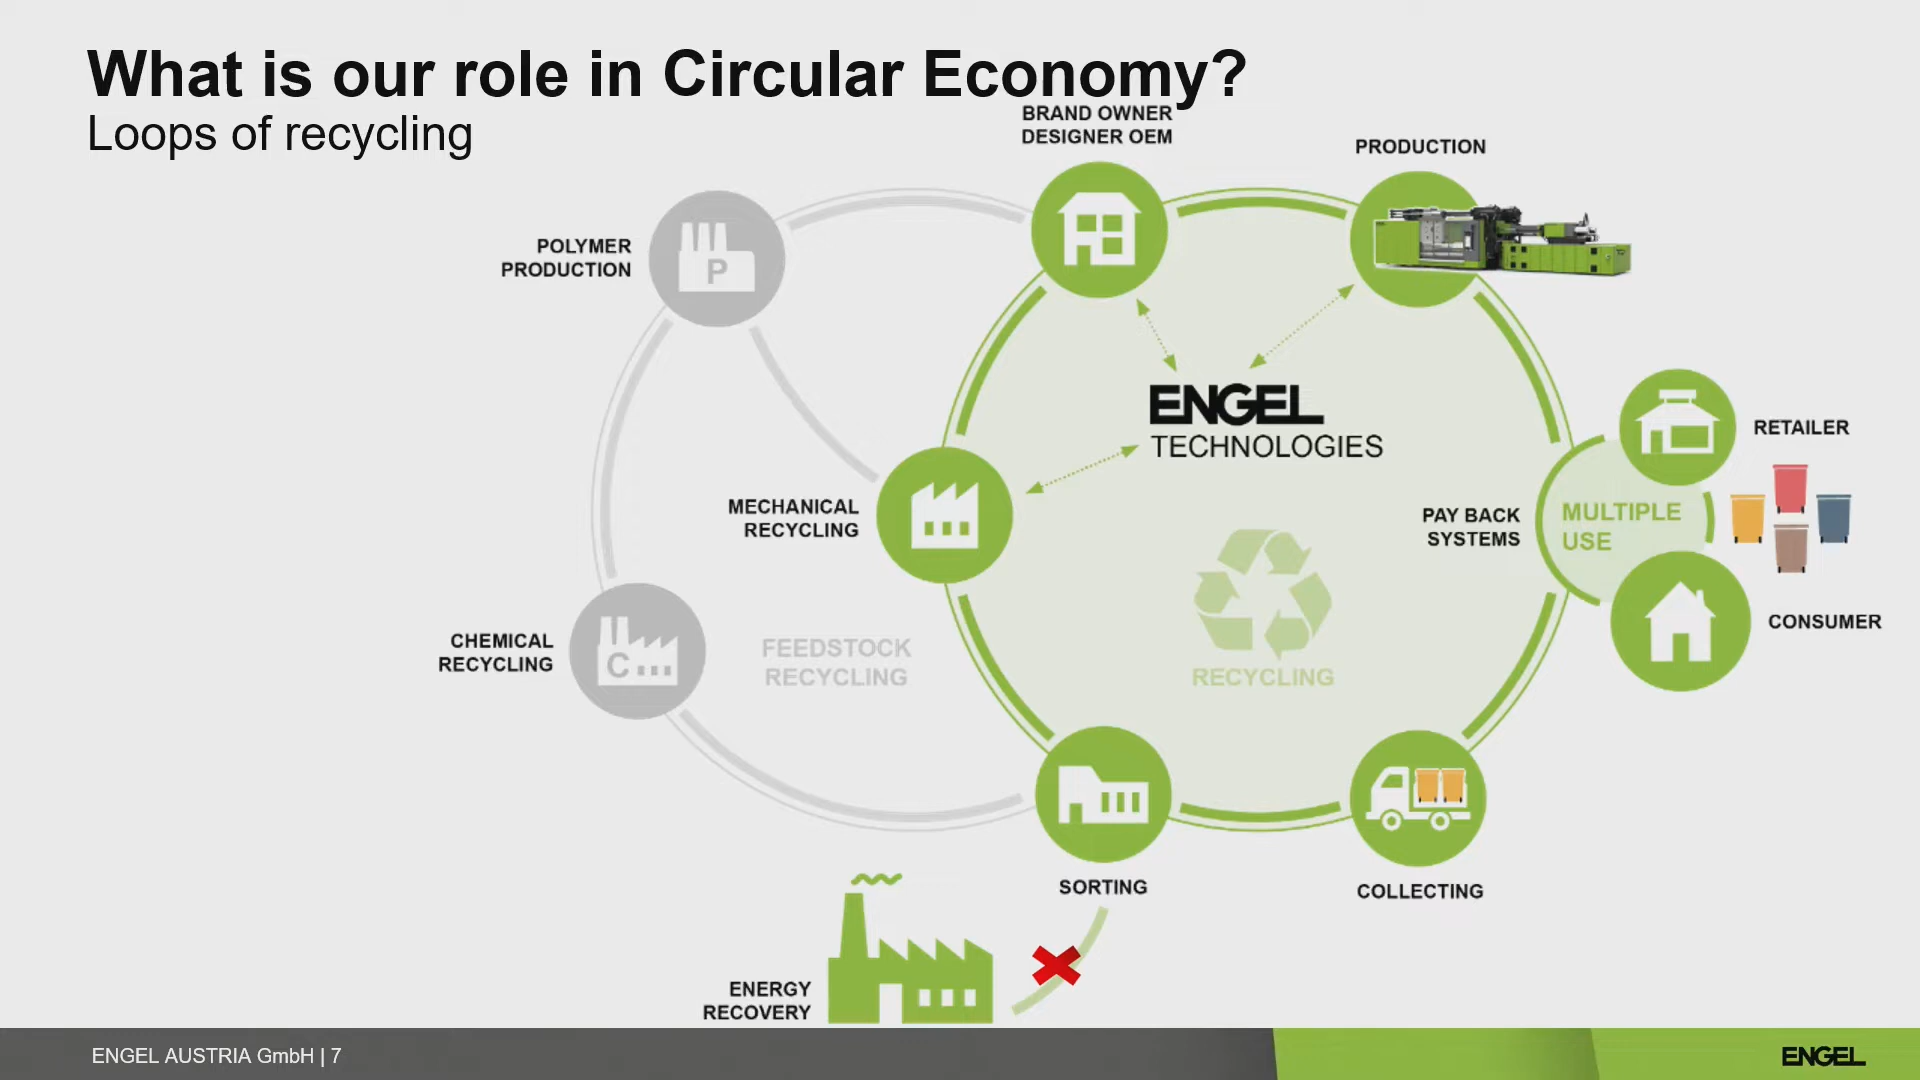 What is our role in Circular Economy?
Loops of recycling
BRAND OWNER
DESIGNER OEM
PRODUCTION
POLYMER
PRODUCTION
P
ENGEL
TECHNOLOGIES
RETAILER
MECHANICAL
RECYCLING
PAY BACK
SYSTEMS
MULTIPLE
USE
CONSUMER
CHEMICAL
RECYCLING
C
FEEDSTOCK
RECYCLING
RECYCLING
SORTING
COLLECTING
ENERGY
RECOVERY
ENGEL AUSTRIA GmbH | 7
ENGEL